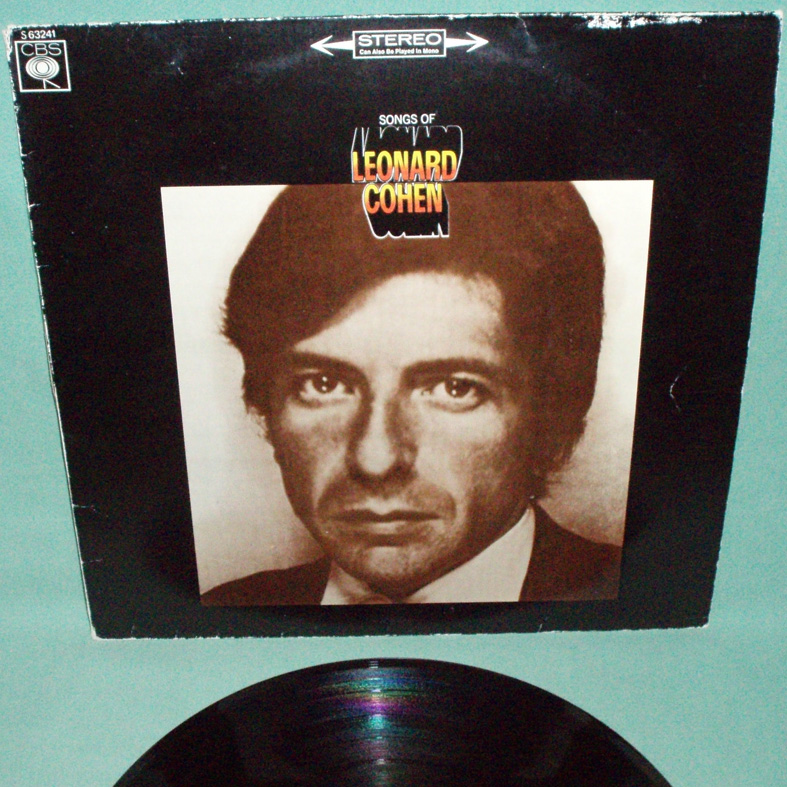 S 63241
CBS
STEREO
Can Also Be Played In Mono
SONGS OF
LEONARD
COHEN